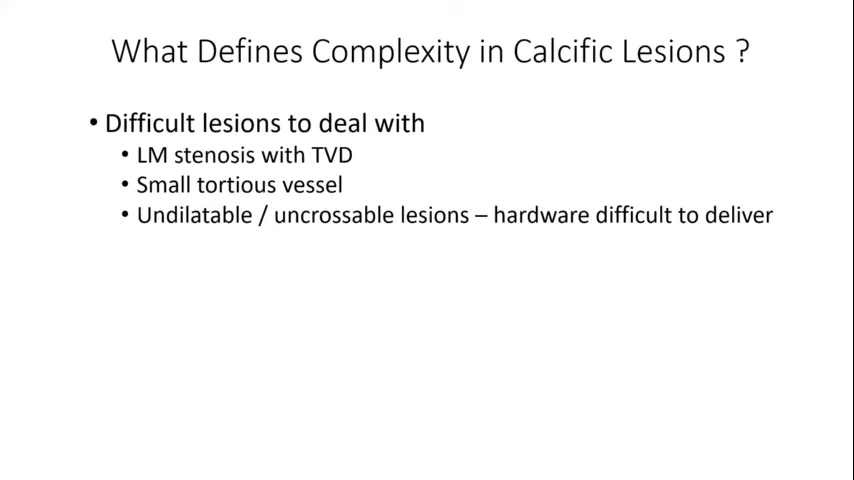 What Defines Complexity in Calcific Lesions ?
• Difficult lesions to deal with
• LM stenosis with TVD
• Small tortious vessel
• Undilatable / uncrossable lesions – hardware difficult to deliver